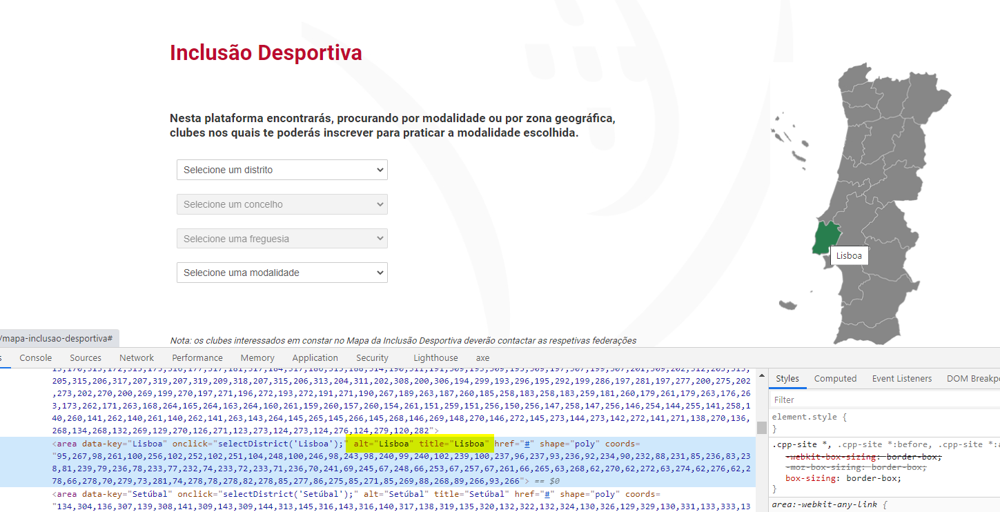 Inclusão Desportiva
Nesta plataforma encontrarás, procurando por modalidade ou por zona geográfica,
clubes nos quais te poderás inscrever para praticar a modalidade escolhida.
Selecione um distrito
Selecione um concelho
Selecione uma freguesia
Selecione uma modalidade
Lisboa
Nota: os clubes interessados em constar no Mapa da Inclusão Desportiva deverão contactar as respetivas federações
/mapa-inclusao-desportiva#
s Console Sources Network Performance Memory Application Security Lighthouse axe
205,315,206,317,207,319,207,319,209,318,207,315,206,313,204,311,202,308,200,306,194,299,193,296,195,292,199,286,197,281,197,277,200,275,202
,273,202,270,200,269,199,270,197,271,196,272,193,272,191,271,190,267,189,263,187,260,185,258,183,258,183,259,181,260,179,261,179,263,176,26
3,173,262,171,263,168,264,165,264,163,264,160,261,159,260,157,260,154,261,151,259,151,256,150,256,147,258,146,257,146,254,144,255,141,258,1
40,260,141,262,140,261,140,262,141,263,143,264,145,265,145,266,145,268,146,269,148,270,146,272,145,273,144,273,142,272,141,271,138,270,136,
268,134,268,132,269,129,270,126,271,123,273,124,273,124,276,124,279,120,282">
<area data-key="Lisboa" onclick="selectDistrict('Lisboa');" alt="Lisboa" title="Lisboa" href="#" shape="poly" coords=
"95,267,98,261,100,256,102,252,102,251,104,248,100,246,98,243,98,240,99,240,102,239,100,237,96,237,93,236,92,234,90,232,88,231,85,236,83,23
8,81,239,79,236,78,233,77,232,74,233,72,233,71,236,70,241,69,245,67,248,66,253,67,257,67,261,66,265,63,268,62,270,62,272,63,274,62,276,62,2
78,66,278,70,279,73,281,74,278,78,278,82,278,85,277,86,275,85,271,85,269,88,268,89,266,93,266"> == $0
<area data-key="Setúbal" onclick="selectDistrict('Setúbal');" alt="Setúbal" title="Setúbal" href="#" shape="poly" coords=
"134,304,136,307,139,308,141,309,143,309,144,313,145,316,143,316,140,317,138,319,135,320,132,322,132,324,130,326,129,329,130,331,133,333,13
Styles Computed Event Listeners DOM Breakp
Filter
element.style {
}
.cpp-site *, .cpp-site *:before, .cpp-site *:a
-webkit-box-sizing: border-box;
-moz-box-sizing: border-box;
box-sizing: border-box;
}
area:-webkit-any-link {